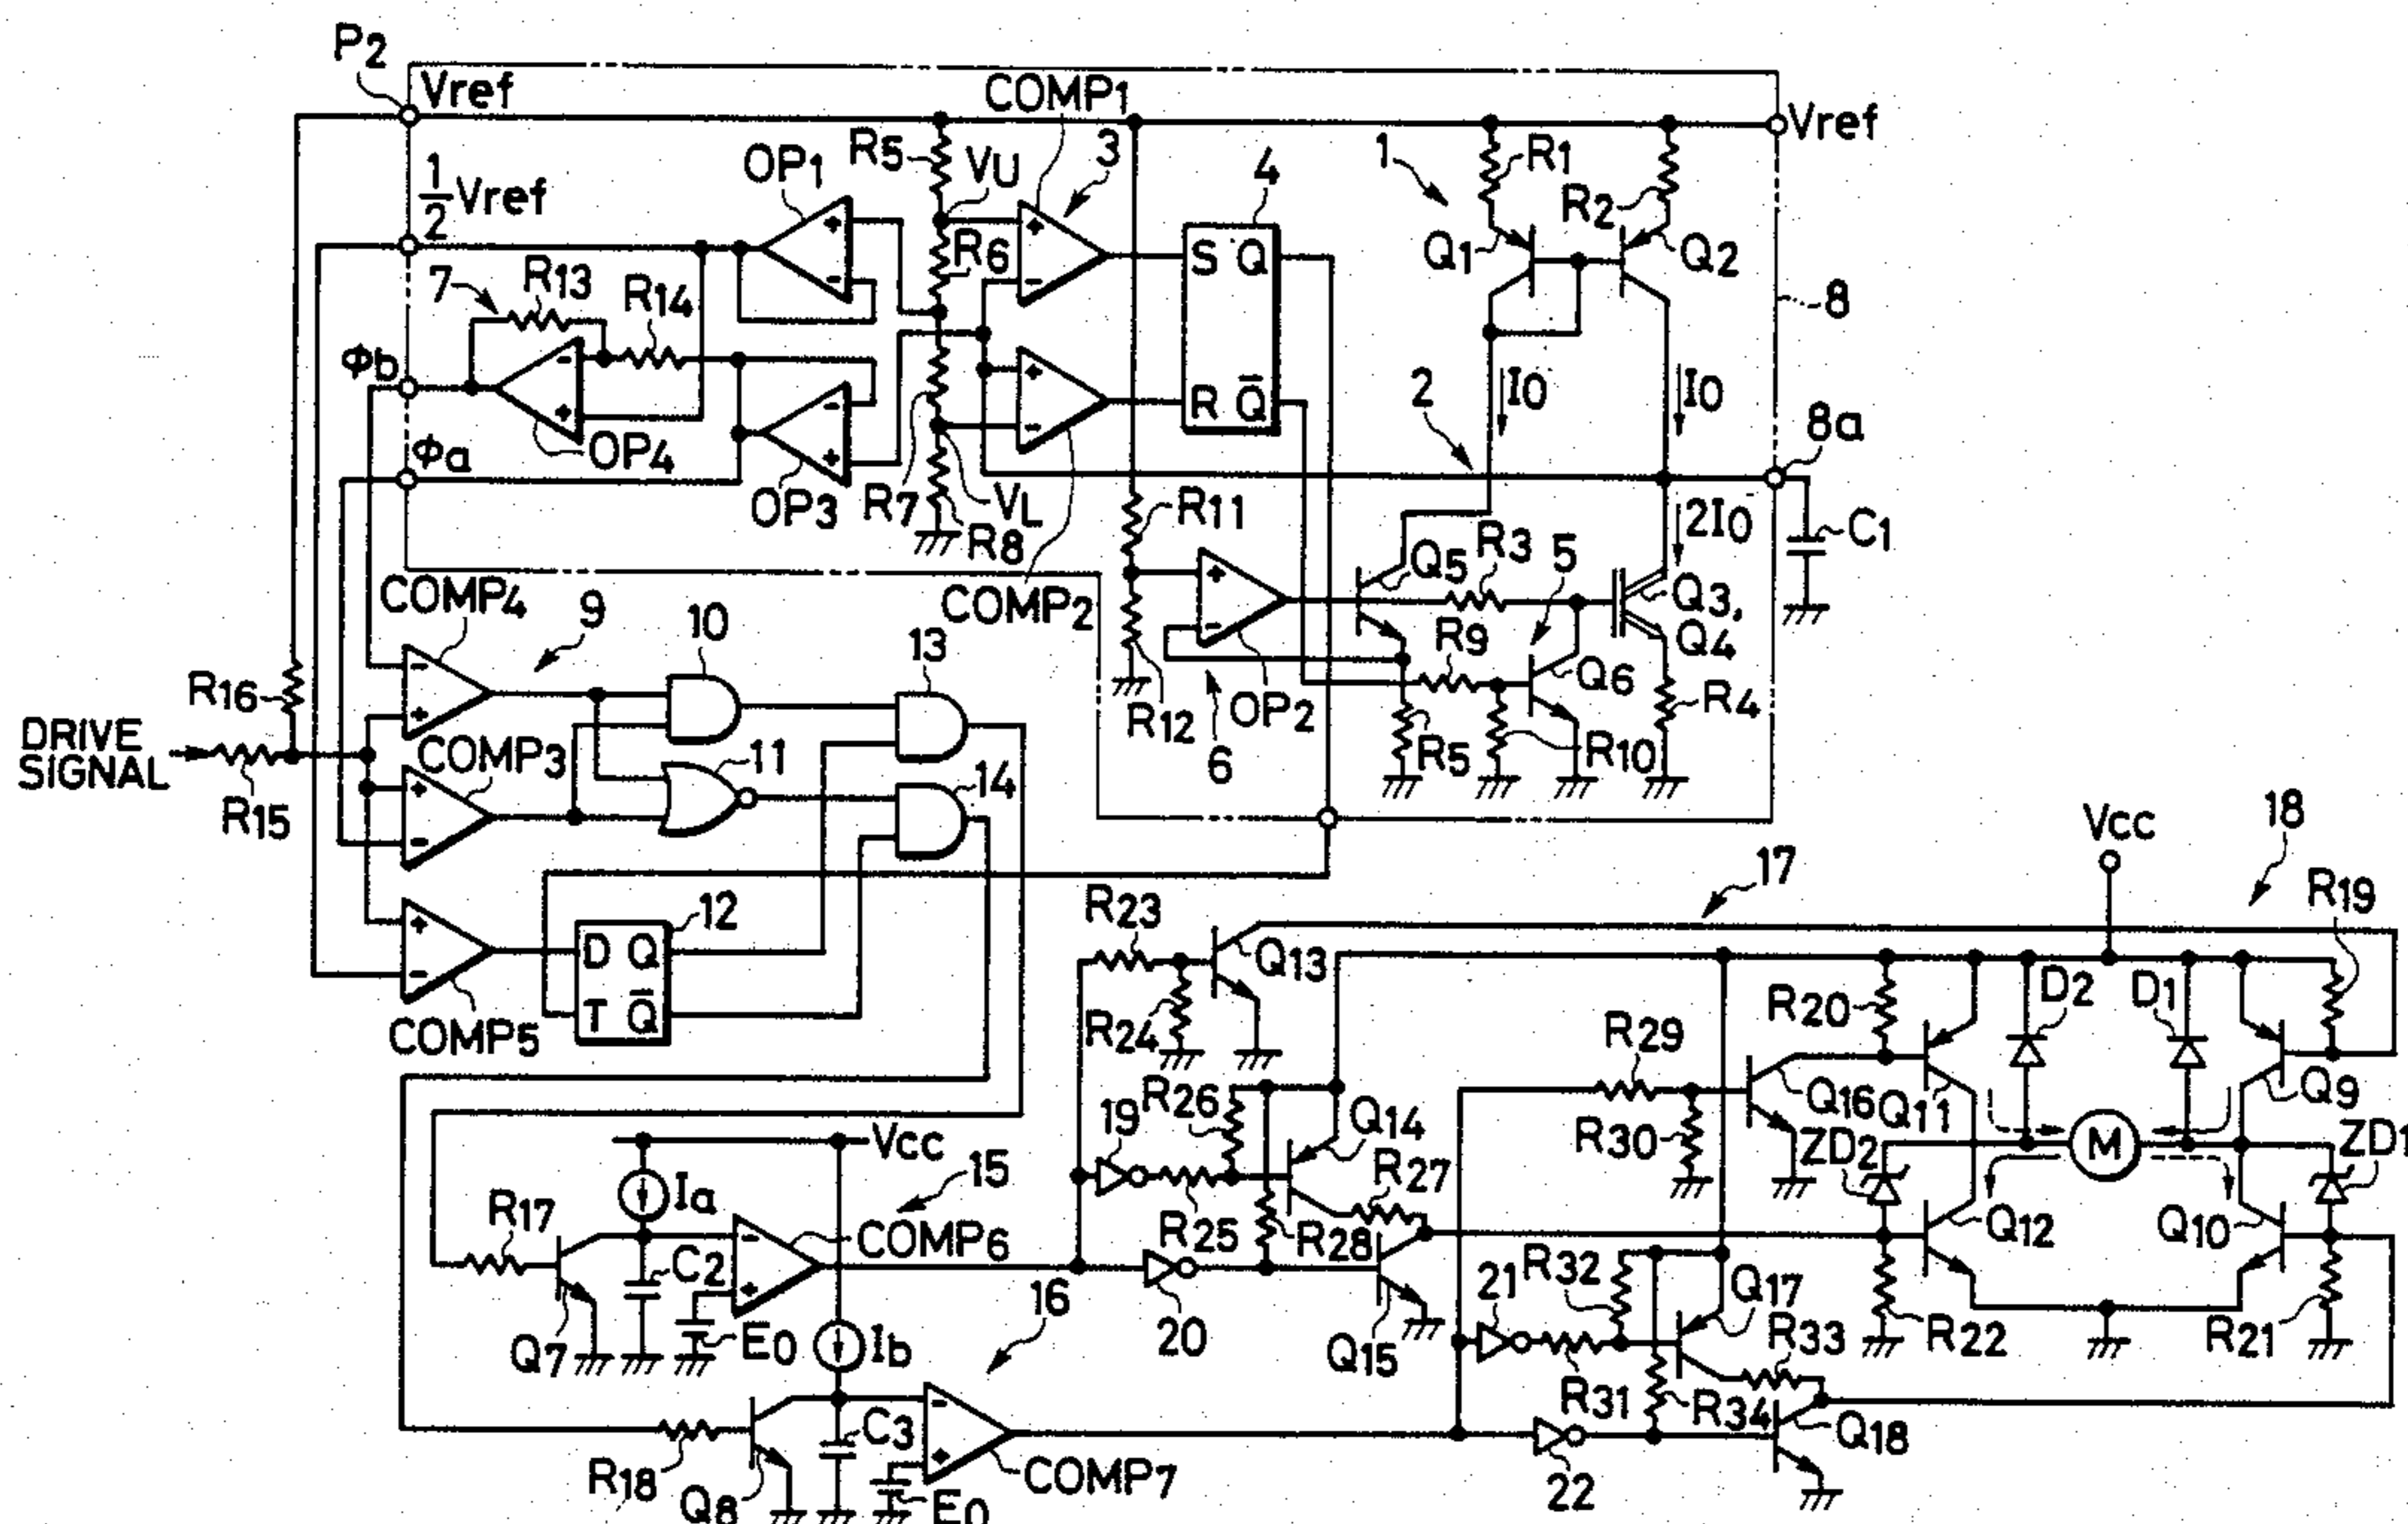 P2
Vref
COMP1
Vref
1/2 Vref
OP1
R5
VU
3
4
1
R1
R2
Q1
Q2
7
R13
R14
R6
S Q
8
Φb
R Q̅
2
I0
I0
8a
Φa
OP4
OP3
R7
VL
R8
R11
2I0
C1
COMP4
9
10
COMP2
Q5
R3
5
Q3,
Q4
13
R9
Q6
R16
R12
OP2
R4
DRIVE
SIGNAL
COMP3
11
6
R5
R10
R15
14
Vcc
18
17
R19
12
R23
D Q
Q13
T Q̅
COMP5
R24
R20
D2
D1
R29
R26
19
Q14
R30
Q16
Q11
Q9
Vcc
15
R27
ZD2
M
ZD1
R17
Ia
COMP6
R25
R28
Q12
Q10
C2
16
21
R32
Q17
Q7
E0
Ib
20
Q15
R33
R22
R21
R31
R34
Q18
C3
R18
Q8
E0
COMP7
22